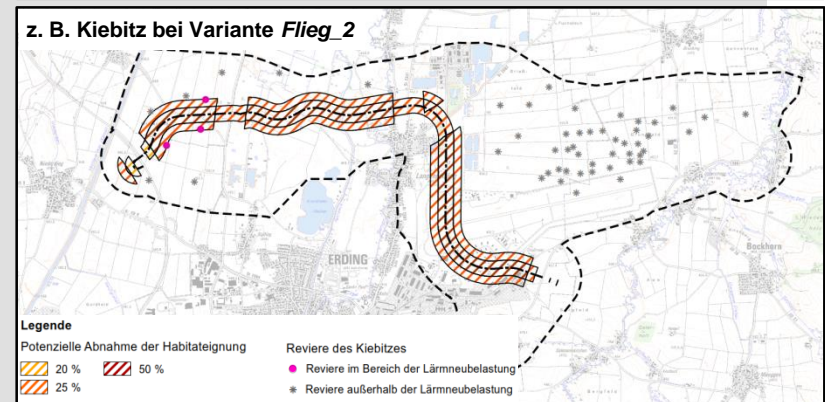 z. B. Kiebitz bei Variante Flieg_2
ERDING
Legende
Potenzielle Abnahme der Habitateignung
20 %
50 %
25 %
Reviere des Kiebitzes
Reviere im Bereich der Lärmneubelastung
Reviere außerhalb der Lärmneubelastung